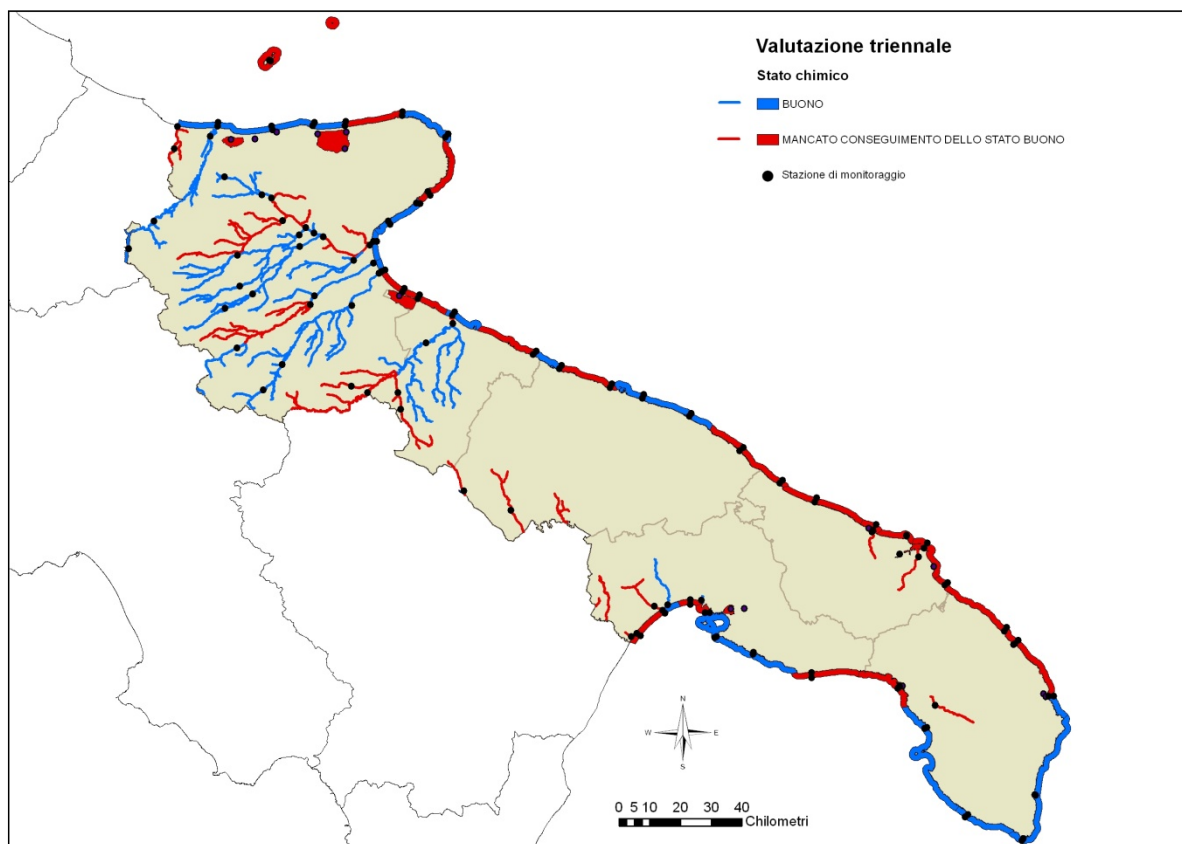 Valutazione triennale
Stato chimico
BUONO
MANCATO CONSEGUIMENTO DELLO STATO BUONO
Stazione di monitoraggio
N
W E
S
0 5 10 20 30 40
Chilometri